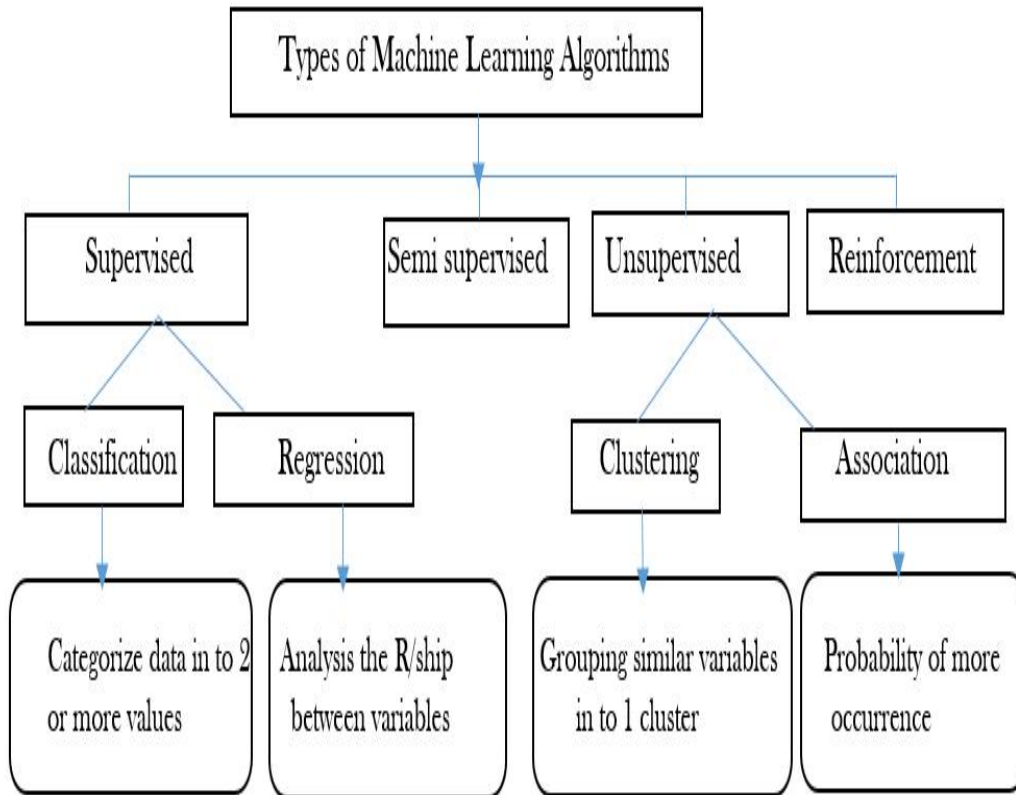 Types of Machine Learning Algorithms
Supervised
Semi supervised
Unsupervised
Reinforcement
Classification
Regression
Clustering
Association
Categorize data in to 2
or more values
Analysis the R/ship
between variables
Grouping similar variables
in to 1 cluster
Probability of more
occurrence